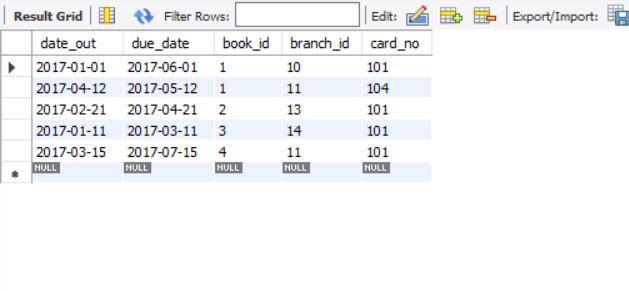 Result Grid Filter Rows: Edit: Export/Import:
date_out due_date book_id branch_id card_no
2017-01-01 2017-06-01 1 10 101
2017-04-12 2017-05-12 1 11 104
2017-02-21 2017-04-21 2 13 101
2017-01-11 2017-03-11 3 14 101
2017-03-15 2017-07-15 4 11 101
NULL NULL NULL NULL NULL